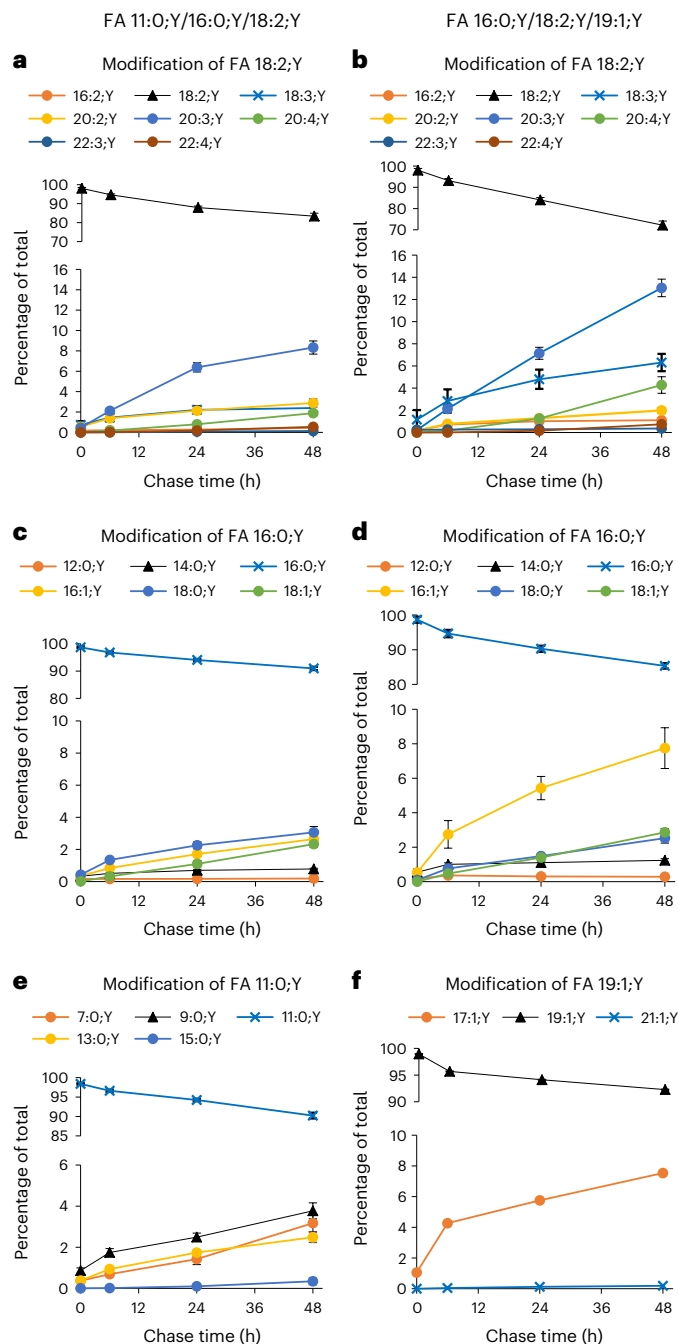 FA 11:0;Y/16:0;Y/18:2;Y
FA 16:0;Y/18:2;Y/19:1;Y
a Modification of FA 18:2;Y
16:2;Y 18:2;Y 18:3;Y
20:2;Y 20:3;Y 20:4;Y
22:3;Y 22:4;Y
Percentage of total
100
90
80
70
16
14
12
10
8
6
4
2
0
0 12 24 36 48
Chase time (h)
b Modification of FA 18:2;Y
16:2;Y 18:2;Y 18:3;Y
20:2;Y 20:3;Y 20:4;Y
22:3;Y 22:4;Y
Percentage of total
100
90
80
70
16
14
12
10
8
6
4
2
0
0 12 24 36 48
Chase time (h)
c Modification of FA 16:0;Y
12:0;Y 14:0;Y 16:0;Y
16:1;Y 18:0;Y 18:1;Y
Percentage of total
100
90
80
10
8
6
4
2
0
0 12 24 36 48
Chase time (h)
d Modification of FA 16:0;Y
12:0;Y 14:0;Y 16:0;Y
16:1;Y 18:0;Y 18:1;Y
Percentage of total
100
90
80
10
8
6
4
2
0
0 12 24 36 48
Chase time (h)
e Modification of FA 11:0;Y
7:0;Y 9:0;Y 11:0;Y
13:0;Y 15:0;Y
Percentage of total
100
95
90
85
6
4
2
0
0 12 24 36 48
Chase time (h)
f Modification of FA 19:1;Y
17:1;Y 19:1;Y 21:1;Y
Percentage of total
100
95
90
10
8
6
4
2
0
0 12 24 36 48
Chase time (h)